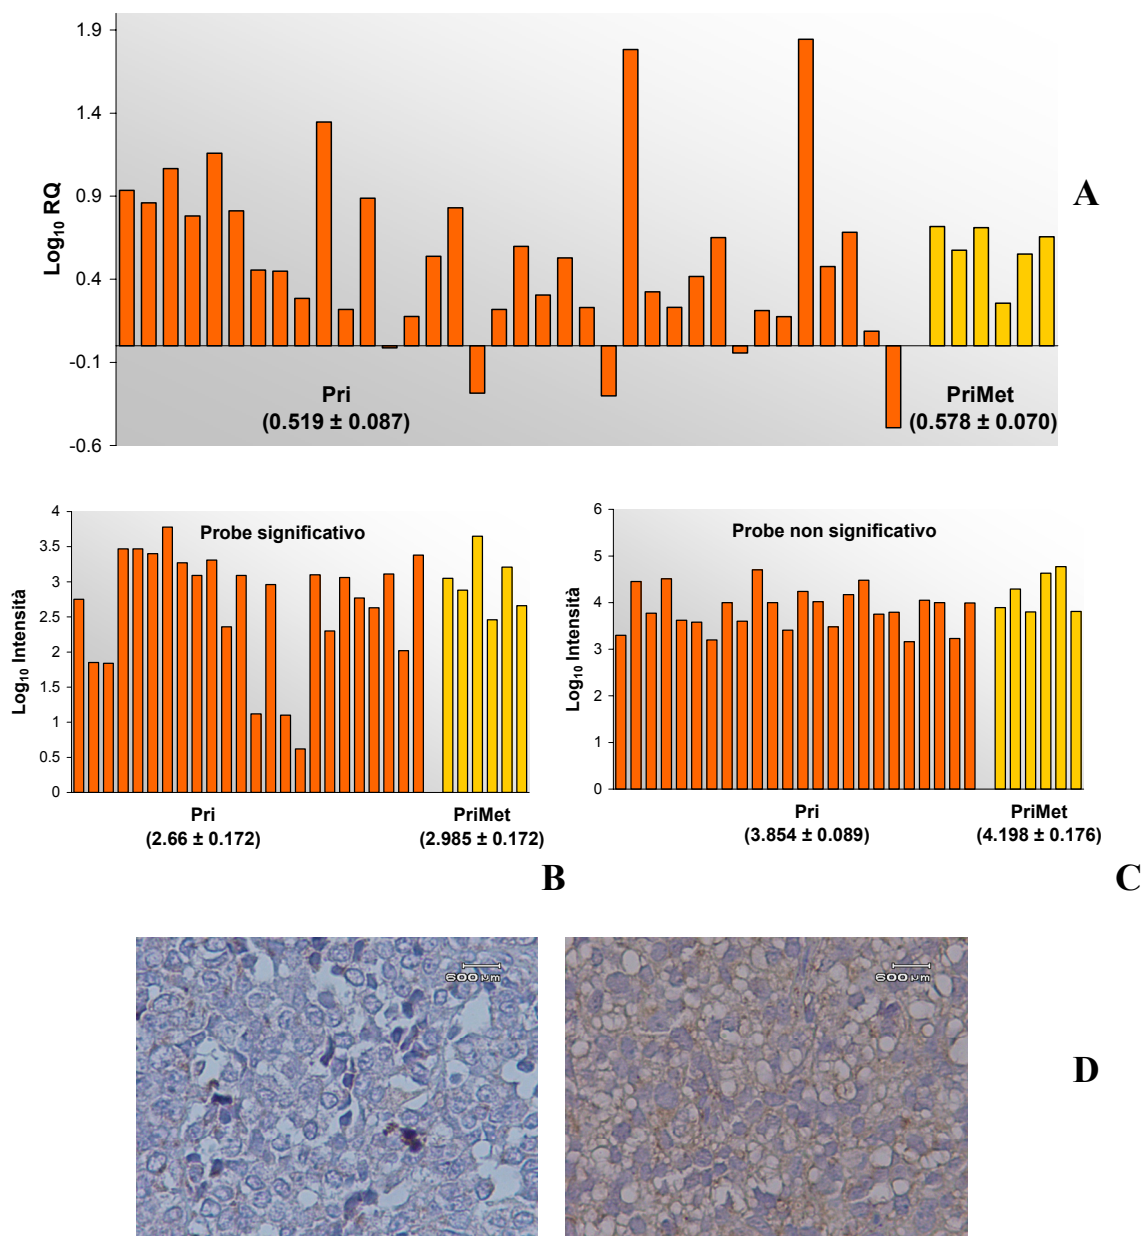 1.9
1.4
0.9
0.4
-0.1
-0.6
Log10 RQ
Pri
(0.519 ± 0.087)
PriMet
(0.578 ± 0.070)
A
4
3.5
3
2.5
2
1.5
1
0.5
0
Log10 Intensità
Probe significativo
Pri
(2.66 ± 0.172)
PriMet
(2.985 ± 0.172)
B
6
5
4
3
2
1
0
Log10 Intensità
Probe non significativo
Pri
(3.854 ± 0.089)
PriMet
(4.198 ± 0.176)
C
600 µm
600 µm
D